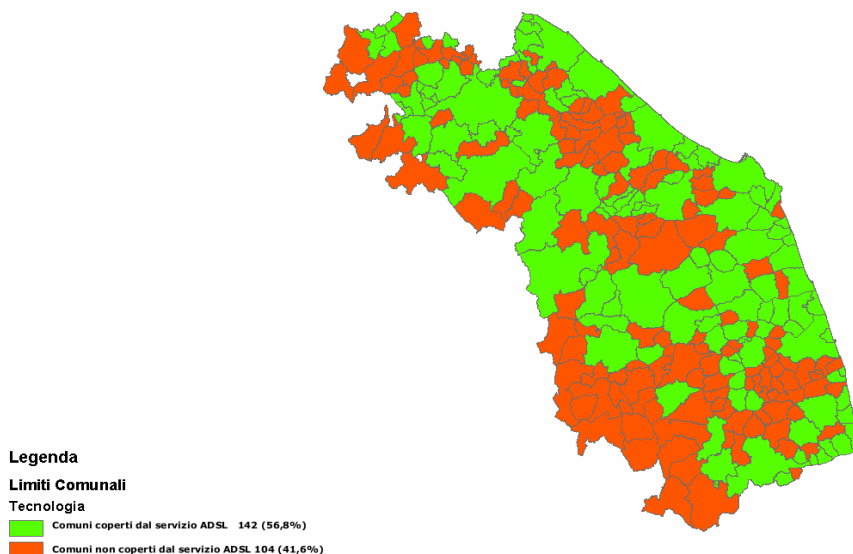 Legenda
Limiti Comunali
Tecnologia
Comuni coperti dal servizio ADSL 142 (56,8%)
Comuni non coperti dal servizio ADSL 104 (41,6%)